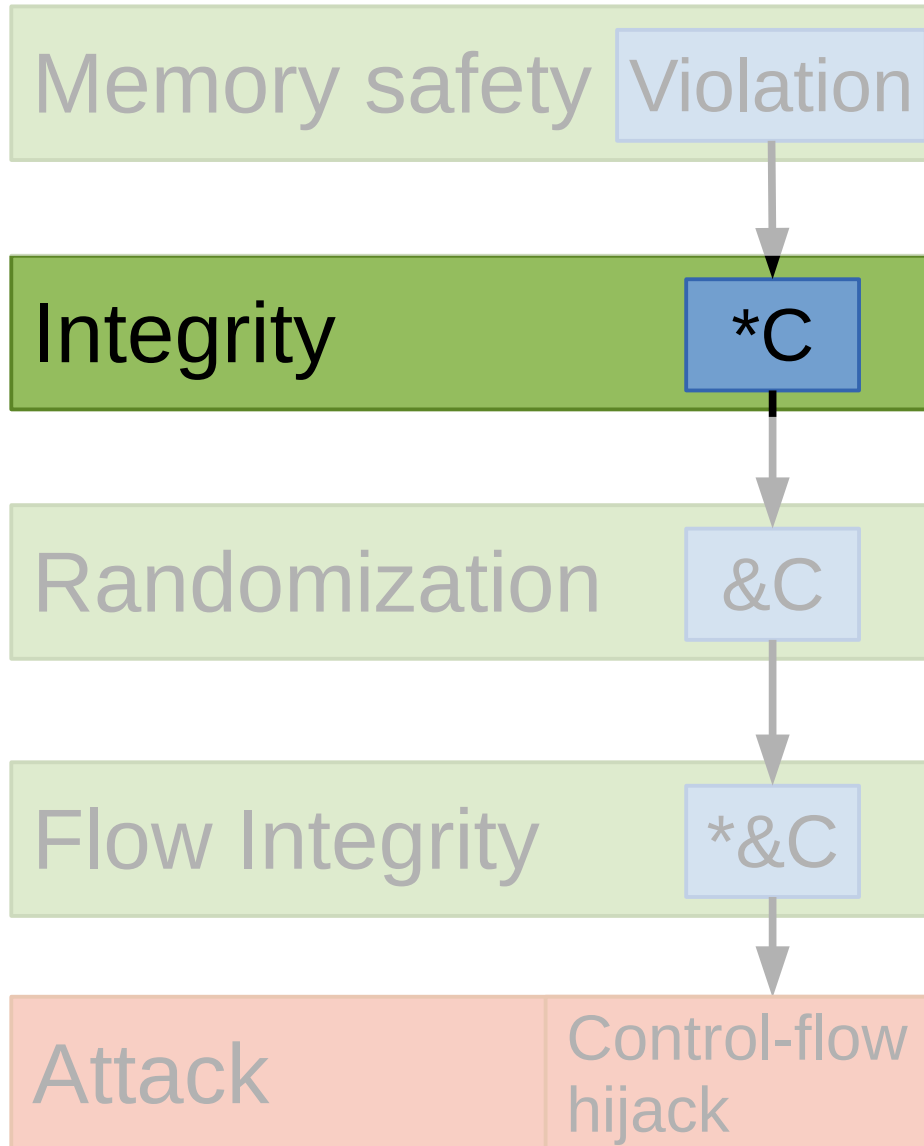 Memory safety Violation
Integrity *C
Randomization &C
Flow Integrity *&C
Attack Control-flow
hijack